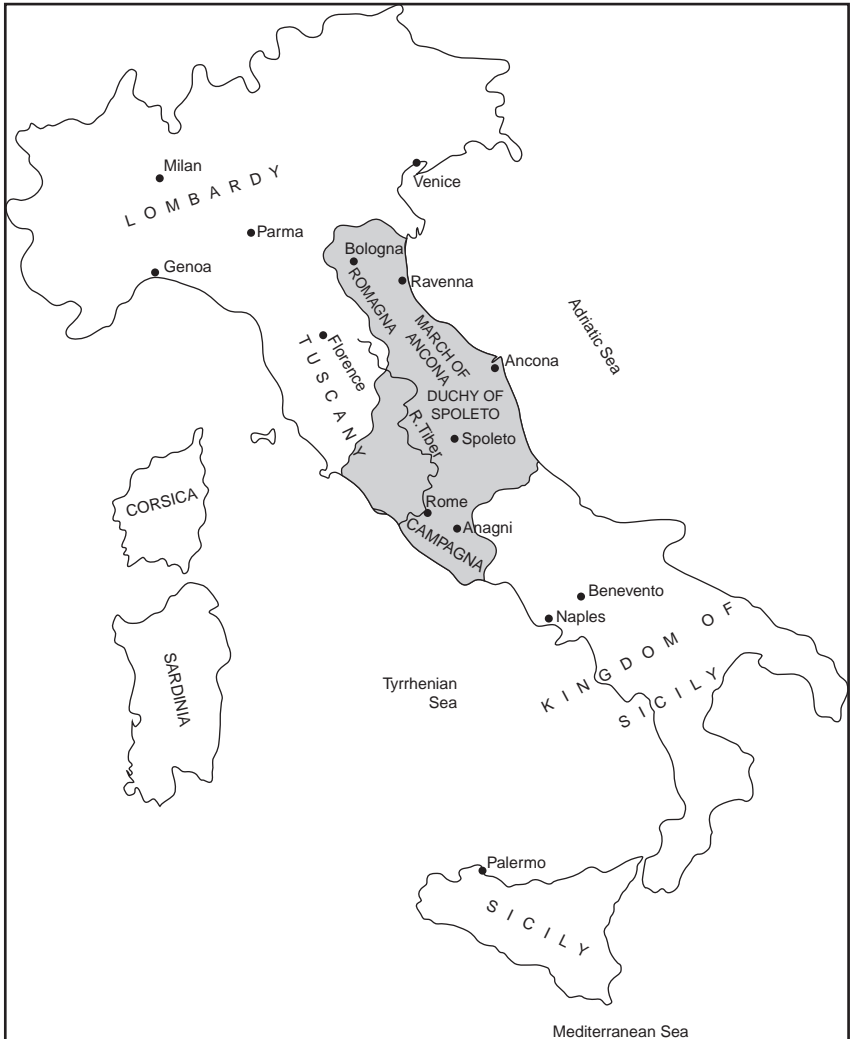 Milan
LOMBARDY
Venice
Parma
Genoa
Bologna
ROMAGNA
Ravenna
MARCH OF
ANCONA
Adriatic Sea
Florence
TUSCANY
Ancona
DUCHY OF
SPOLETO
R. Tiber
Spoleto
CORSICA
Rome
Anagni
CAMPAGNA
Benevento
Naples
KINGDOM OF
SICILY
SARDINIA
Tyrrhenian
Sea
Palermo
SICILY
Mediterranean Sea